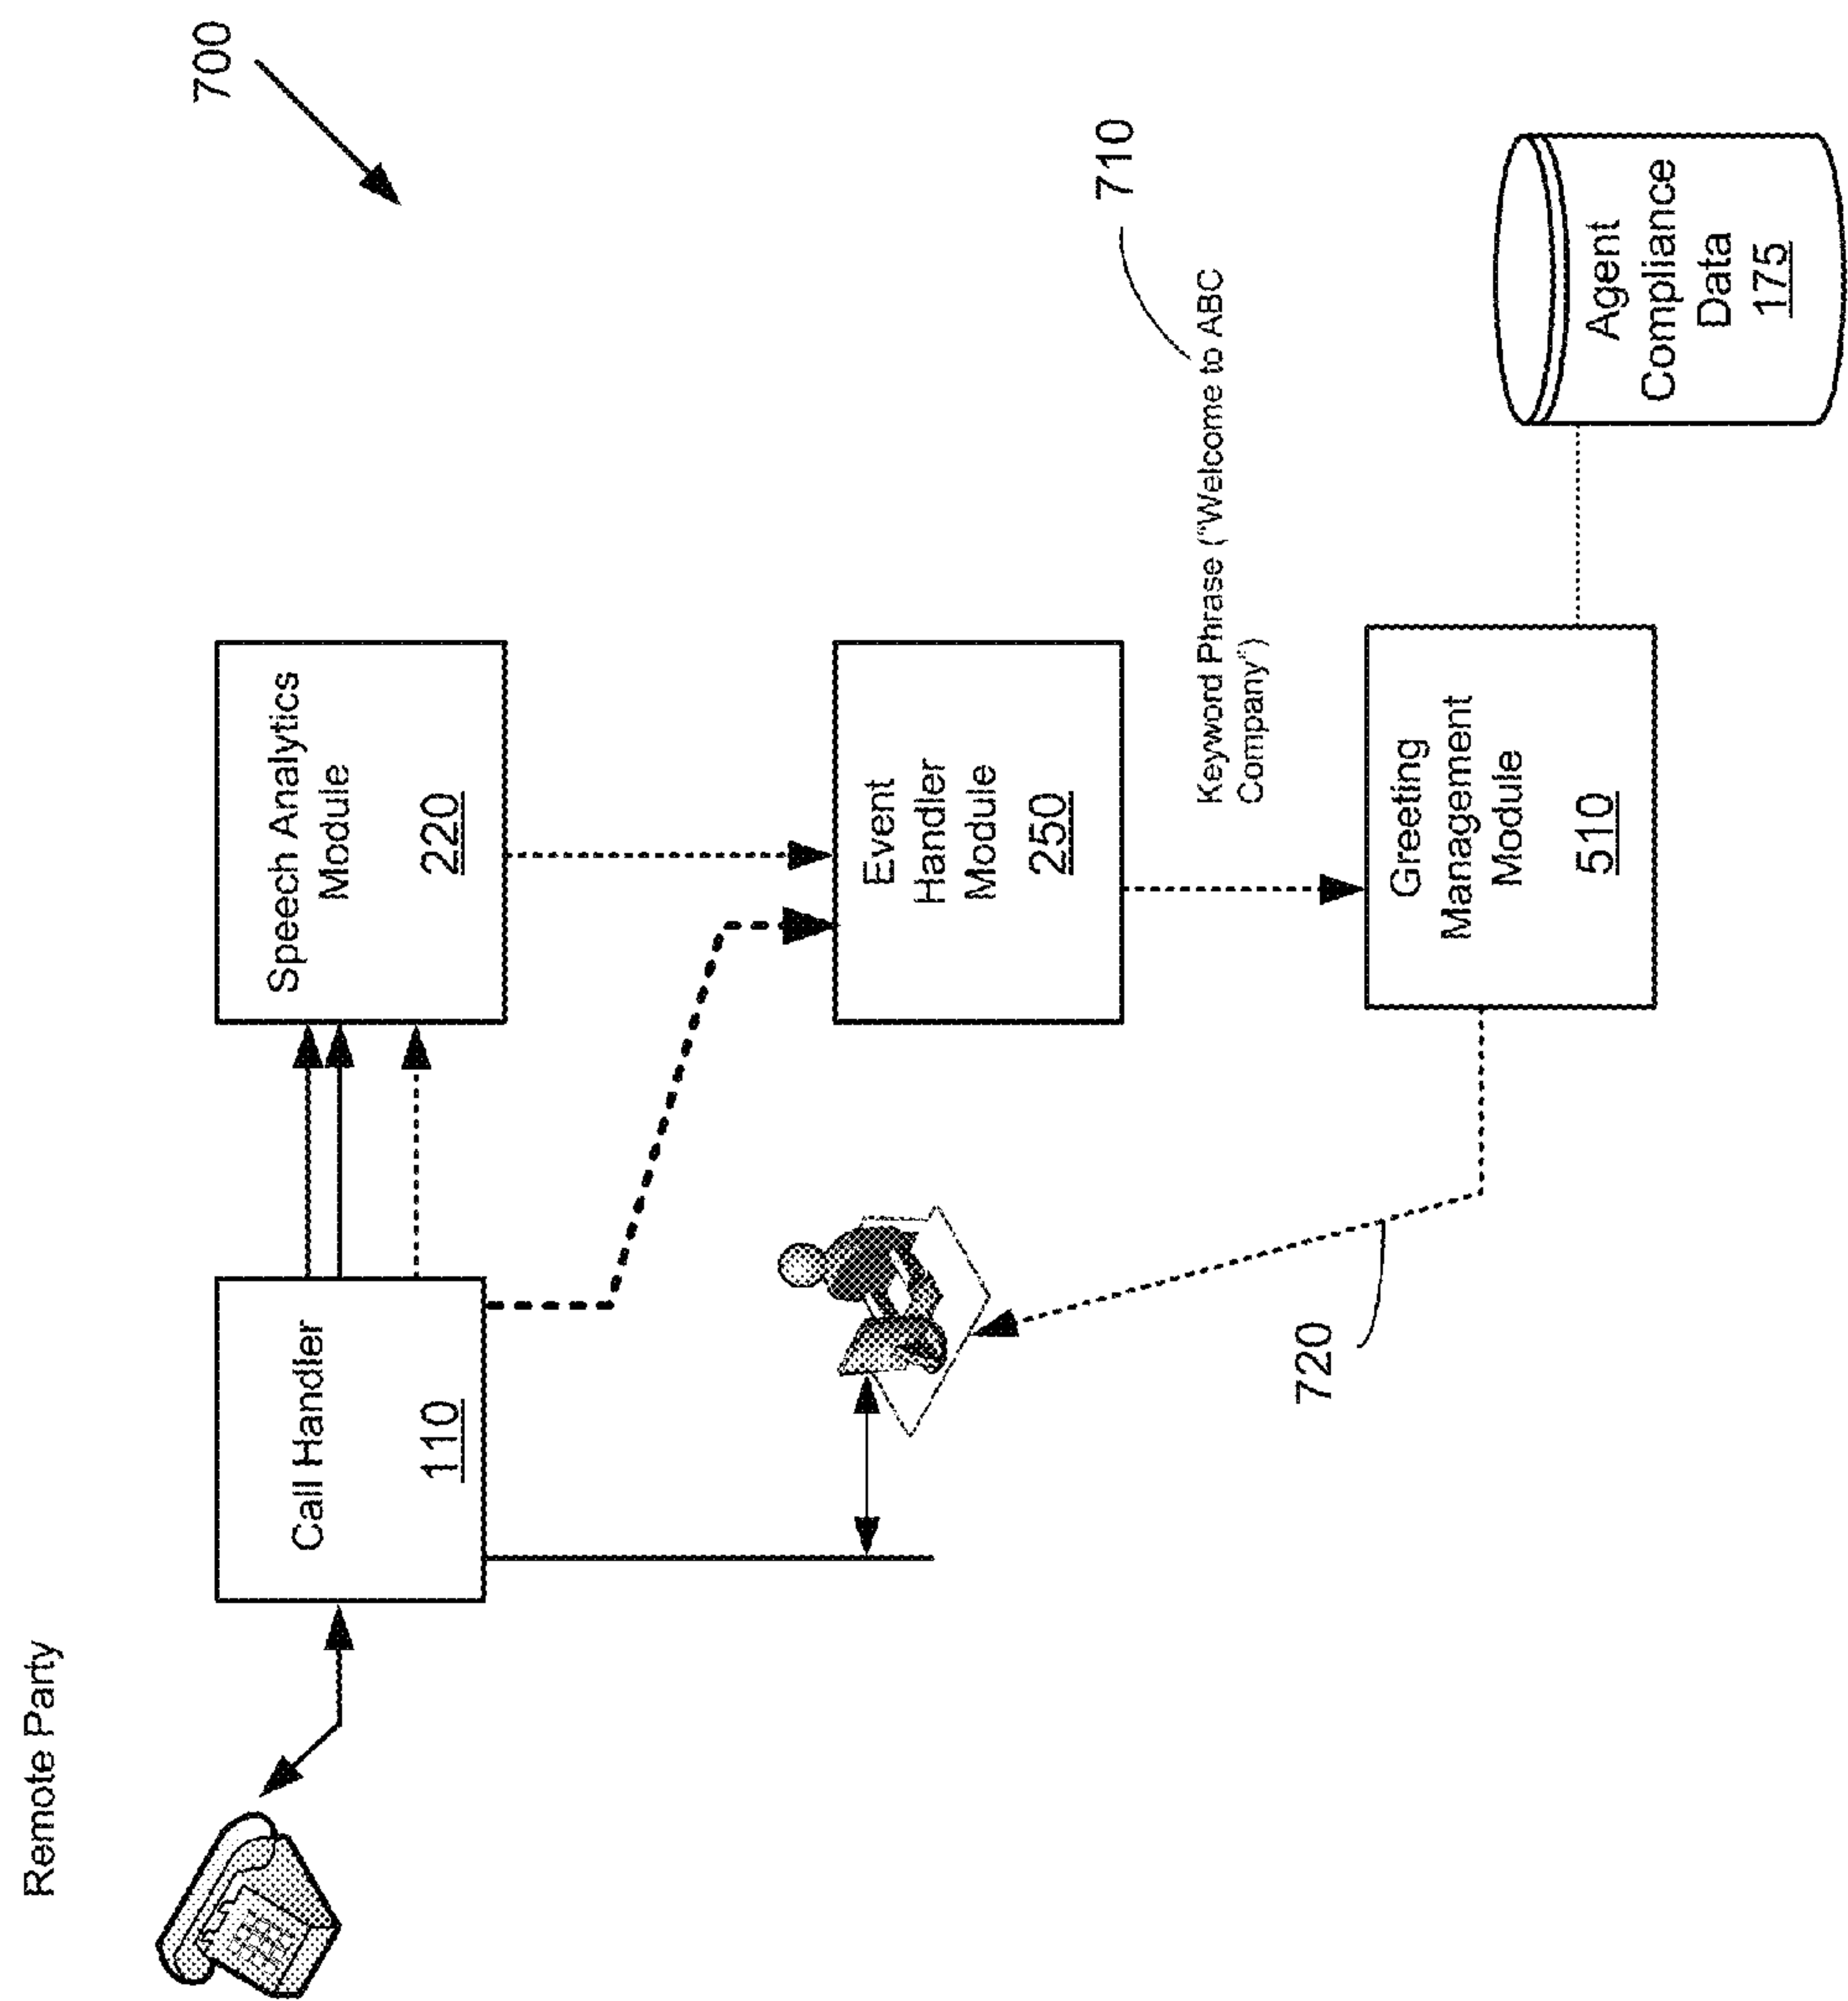 700
Remote Party
Call Handler
110
Speech Analytics
Module
220
Event
Handler
Module
250
710
Keyword Phrase ("Welcome to ABC
Company")
720
Greeting
Management
Module
510
Agent
Compliance
Data
175